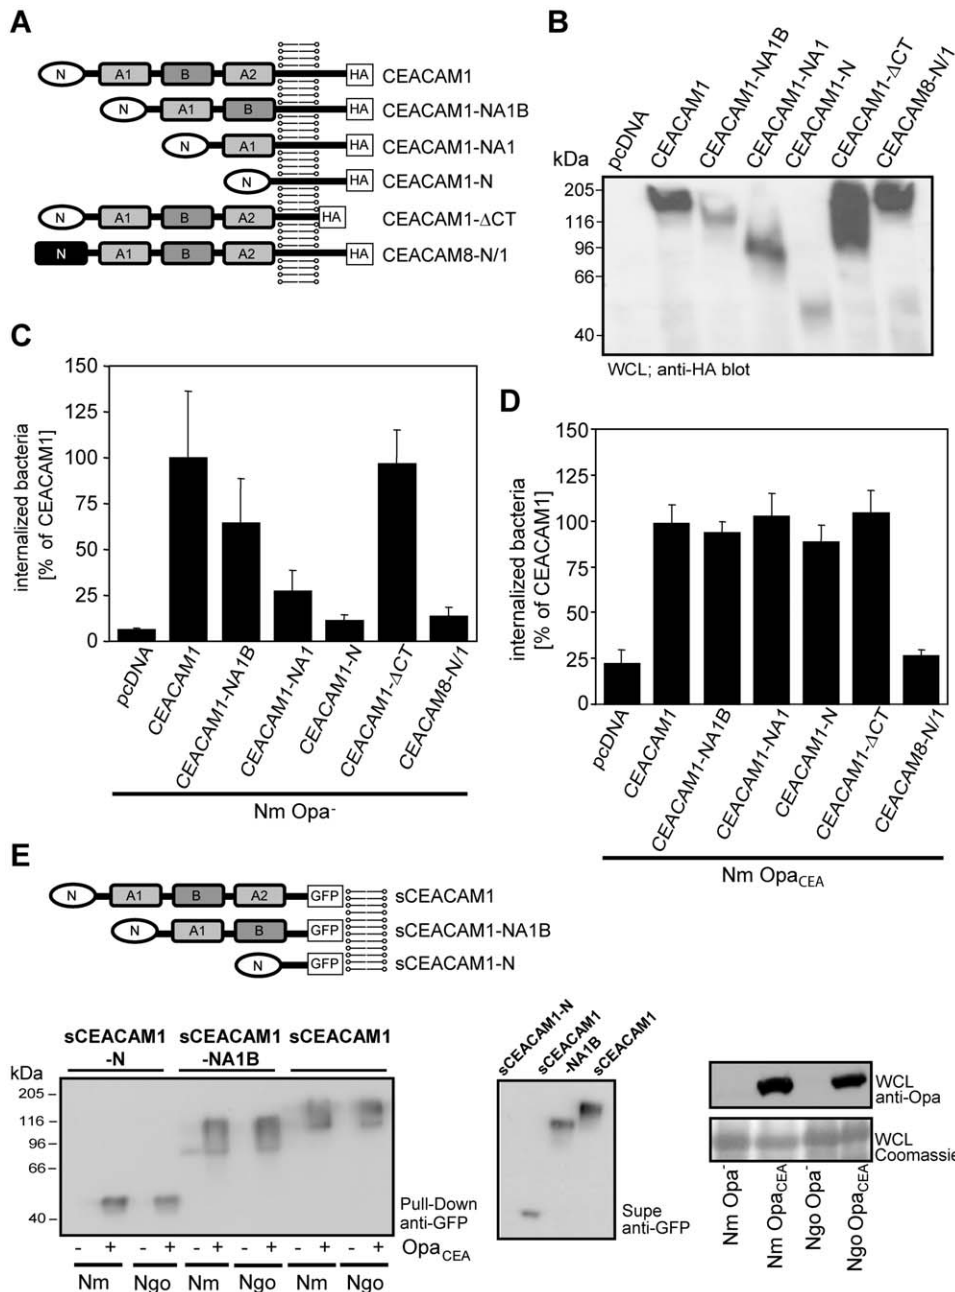 A
N A1 B A2 HA CEACAM1
N A1 B HA CEACAM1-NA1B
N A1 HA CEACAM1-NA1
N HA CEACAM1-N
N A1 B A2 HA CEACAM1-ΔCT
N A1 B A2 HA CEACAM8-N/1
B
pcDNA
CEACAM1
CEACAM1-NA1B
CEACAM1-NA1
CEACAM1-N
CEACAM1-ΔCT
CEACAM8-N/1
kDa
205
116
96
66
40
WCL; anti-HA blot
C
internalized bacteria
[% of CEACAM1]
150
125
100
75
50
25
0
pcDNA
CEACAM1
CEACAM1-NA1B
CEACAM1-NA1
CEACAM1-N
CEACAM1-ΔCT
CEACAM8-N/1
Nm Opa-
D
internalized bacteria
[% of CEACAM1]
150
125
100
75
50
25
0
pcDNA
CEACAM1
CEACAM1-NA1B
CEACAM1-NA1
CEACAM1-N
CEACAM1-ΔCT
CEACAM8-N/1
Nm OpaCEA
E
N A1 B A2 GFP sCEACAM1
N A1 B GFP sCEACAM1-NA1B
N GFP sCEACAM1-N
sCEACAM1 sCEACAM1 sCEACAM1
-N -NA1B
kDa
205
116
96
66
40
Pull-Down
anti-GFP
- + - + - + - + - + - + OpaCEA
Nm Ngo Nm Ngo Nm Ngo
sCEACAM1-N
sCEACAM1
-NA1B
sCEACAM1
Supe
anti-GFP
WCL
anti-Opa
WCL
Coomassie
Nm Opa-
Nm OpaCEA
Ngo Opa-
Ngo OpaCEA